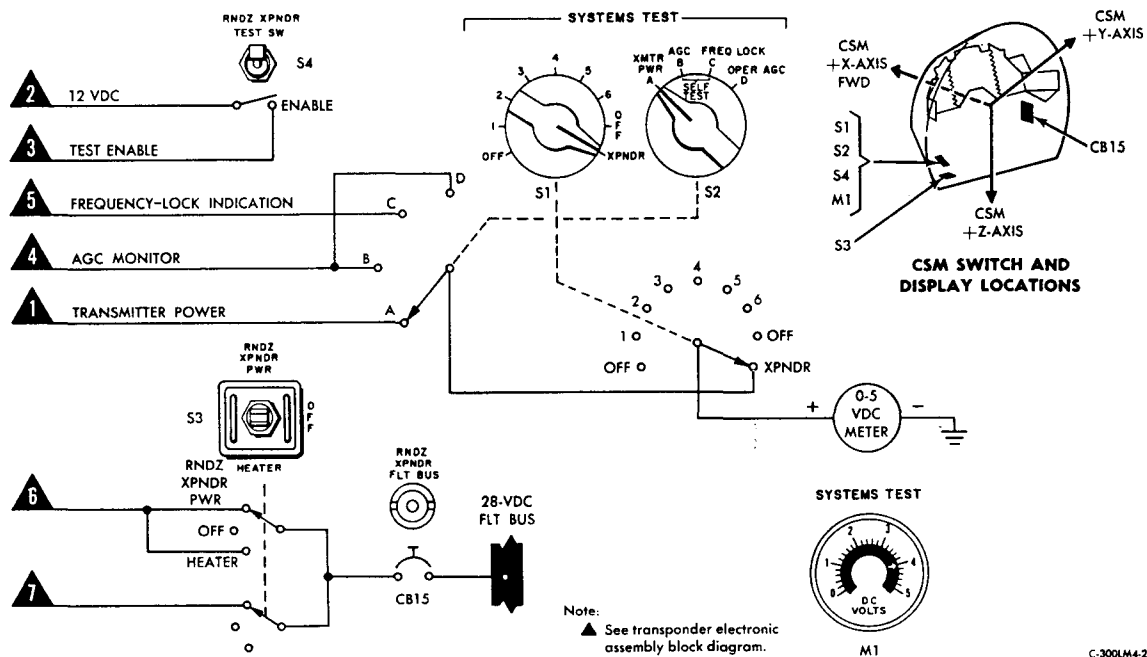 RNDZ XPNDR
TEST SW
S4
2
12 VDC
ENABLE
3
TEST ENABLE
5
FREQUENCY–LOCK INDICATION
4
AGC MONITOR
1
TRANSMITTER POWER
D
C
B
A
SYSTEMS TEST
OFF
1
2
3
4
5
6
OFF
XPNDR
S1
XMTR
PWR
A
AGC
B
FREQ LOCK
C
OPER AGC
D
SELF
TEST
S2
OFF
1
2
3
4
5
6
OFF
XPNDR
+
0-5
VDC
METER
–
CSM
+Y-AXIS
CSM
+X-AXIS
FWD
S1
S2
S4
M1
S3
CB15
CSM
+Z-AXIS
CSM SWITCH AND
DISPLAY LOCATIONS
RNDZ
XPNDR
PWR
S3
OFF
HEATER
6
RNDZ
XPNDR
PWR
OFF
HEATER
7
RNDZ
XPNDR
FLT BUS
CB15
28-VDC
FLT BUS
SYSTEMS TEST
0
1
2
3
4
5
DC
VOLTS
M1
Note:
▲ See transponder electronic
assembly block diagram.
C-300LM4-2